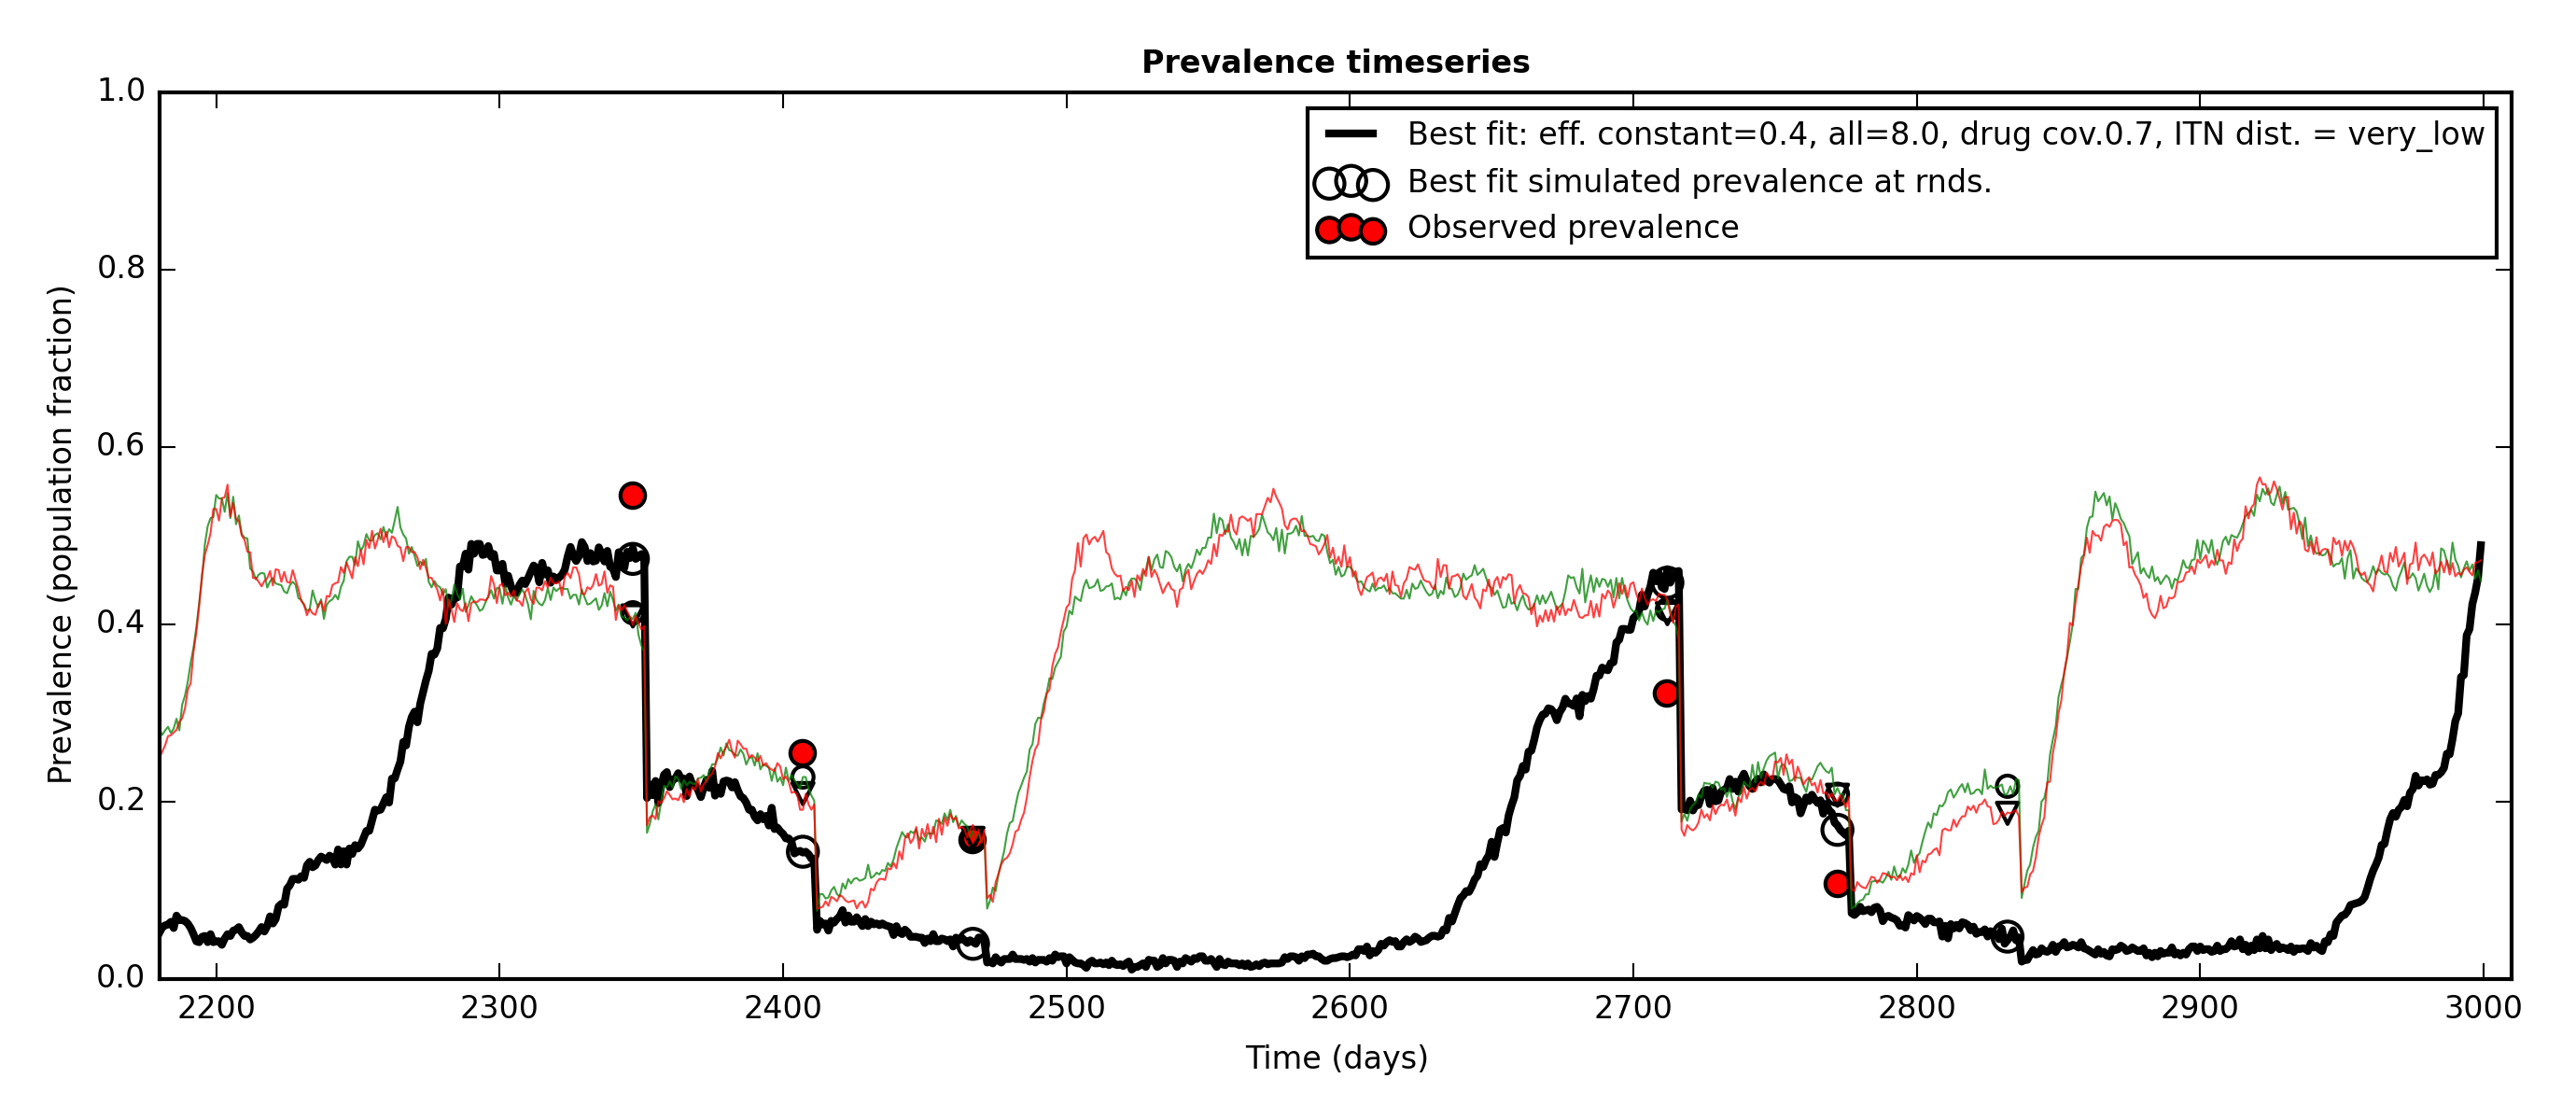 Prevalence timeseries
1.0
0.8
0.6
0.4
0.2
0.0
Prevalence (population fraction)
Best fit: eff. constant=0.4, all=8.0, drug cov.0.7, ITN dist. = very_low
Best fit simulated prevalence at rnds.
Observed prevalence
2200 2300 2400 2500 2600 2700 2800 2900 3000
Time (days)